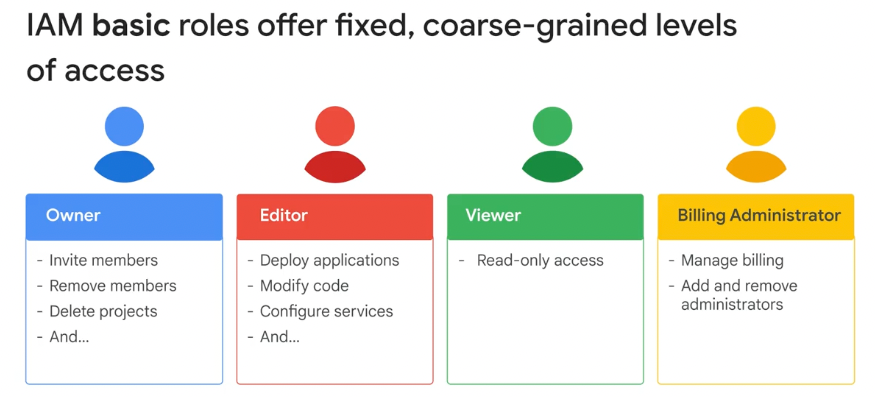 IAM basic roles offer fixed, coarse-grained levels
of access
Owner
- Invite members
- Remove members
- Delete projects
- And...
Editor
- Deploy applications
- Modify code
- Configure services
- And...
Viewer
- Read-only access
Billing Administrator
- Manage billing
- Add and remove
administrators